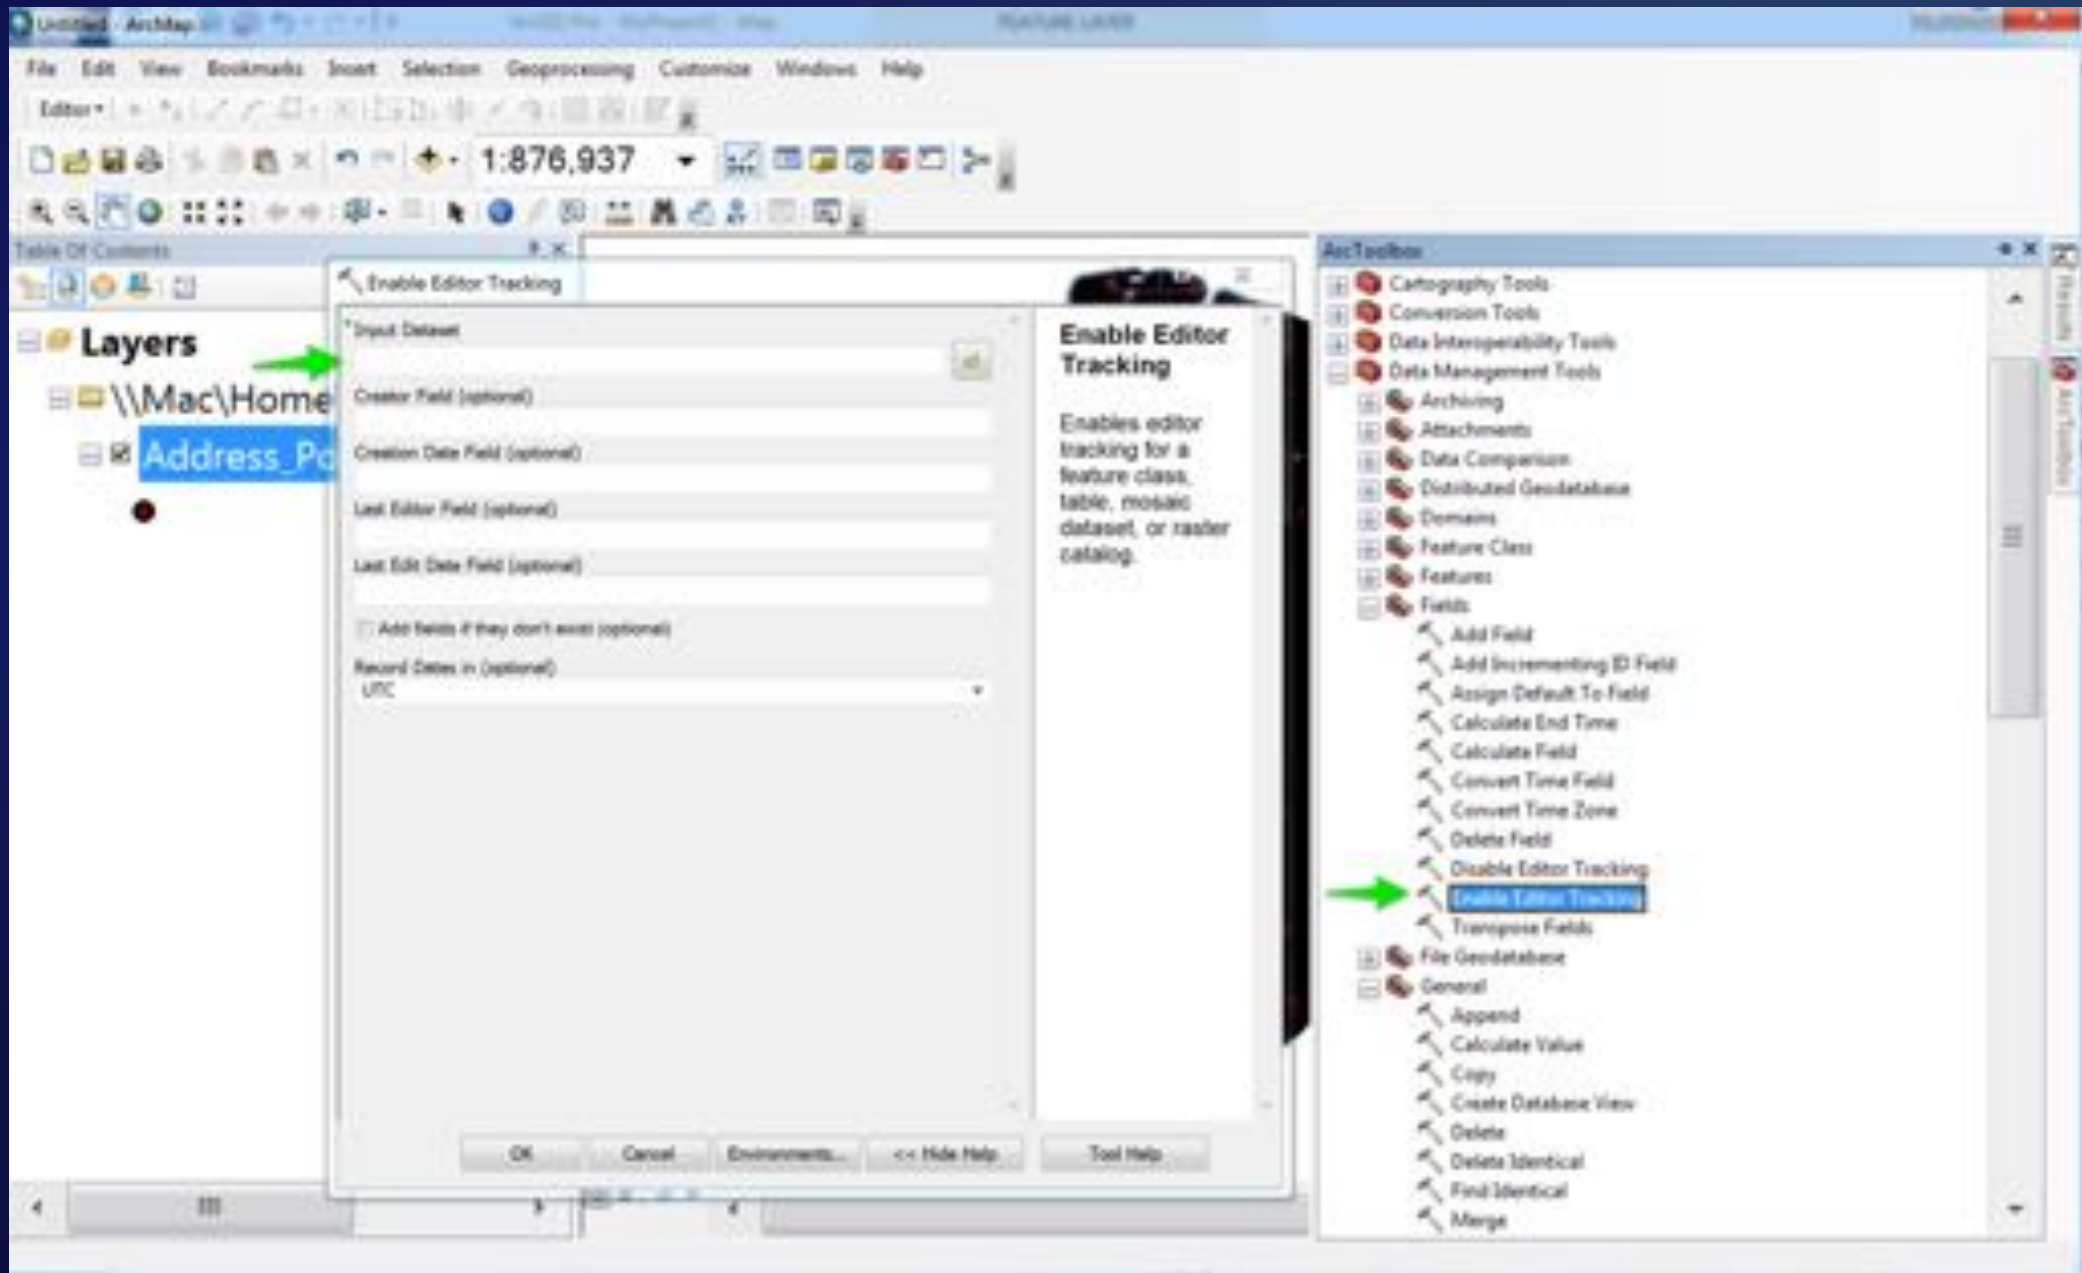 Untitled - ArcMap
FEATURE LAYER
File Edit View Bookmarks Insert Selection Geoprocessing Customize Windows Help
Editor
1:876,937
Table Of Contents
Layers
\\Mac\Home
Address_Po
Enable Editor Tracking
Input Dataset
Creator Field (optional)
Creation Date Field (optional)
Last Editor Field (optional)
Last Edit Date Field (optional)
Add fields if they don't exist (optional)
Record Dates in (optional)
UTC
OK Cancel Environments... << Hide Help Tool Help
Enable Editor
Tracking
Enables editor
tracking for a
feature class,
table, mosaic
dataset, or raster
catalog.
ArcToolbox
Cartography Tools
Conversion Tools
Data Interoperability Tools
Data Management Tools
Archiving
Attachments
Data Comparison
Distributed Geodatabase
Domains
Feature Class
Features
Fields
Add Field
Add Incrementing ID Field
Assign Default To Field
Calculate End Time
Calculate Field
Convert Time Field
Convert Time Zone
Delete Field
Disable Editor Tracking
Enable Editor Tracking
Transpose Fields
File Geodatabase
General
Append
Calculate Value
Copy
Create Database View
Delete
Delete Identical
Find Identical
Merge
Results
ArcToolbox